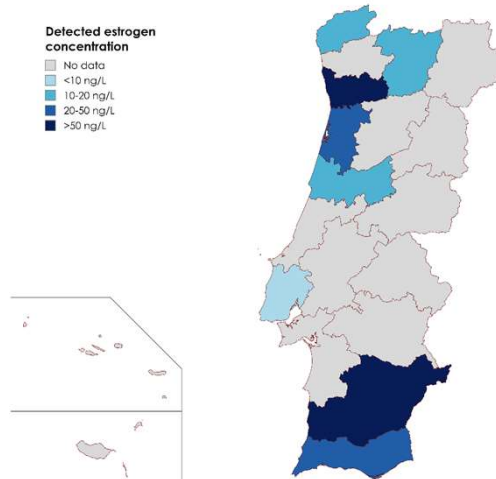 Detected estrogen
concentration
No data
<10 ng/L
10-20 ng/L
20-50 ng/L
>50 ng/L